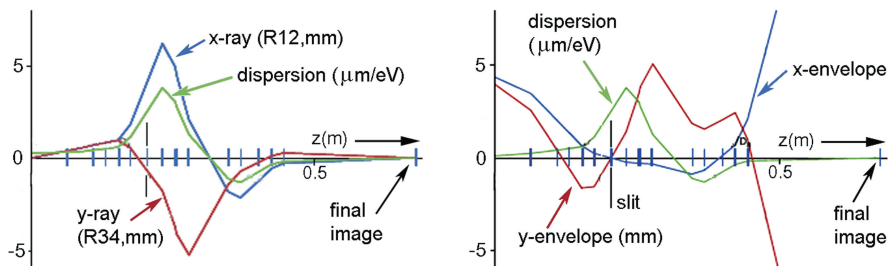 5
0
-5
x-ray (R12,mm)
dispersion (μm/eV)
z(m)
0.5
y-ray
(R34,mm)
final
image
5
0
-5
dispersion
(μm/eV)
x-envelope
z(m)
D
0.5
slit
y-envelope (mm)
final
image